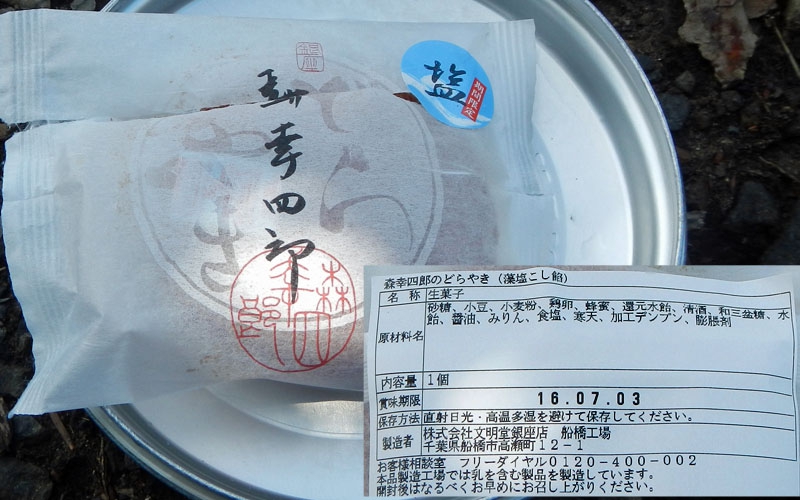 銀座
森幸四郎
どら
やき
塩
期間限定
森幸四郎
森幸四郎のどらやき (藻塩こし餡)
名 称 生菓子
原材料名 砂糖、小豆、小麦粉、鶏卵、蜂蜜、還元水飴、清酒、和三盆糖、水
飴、醤油、みりん、食塩、寒天、加工デンプン、膨脹剤
内容量 1個
賞味期限 16.07.03
保存方法 直射日光・高温多湿を避けて保存してください。
製造者 株式会社文明堂銀座店 船橋工場
千葉県船橋市高瀬町12-1
お客様相談室 フリーダイヤル0120-400-002
本品製造工場では乳を含む製品を製造しています。
開封後はなるべくお早めにお召し上がりください。